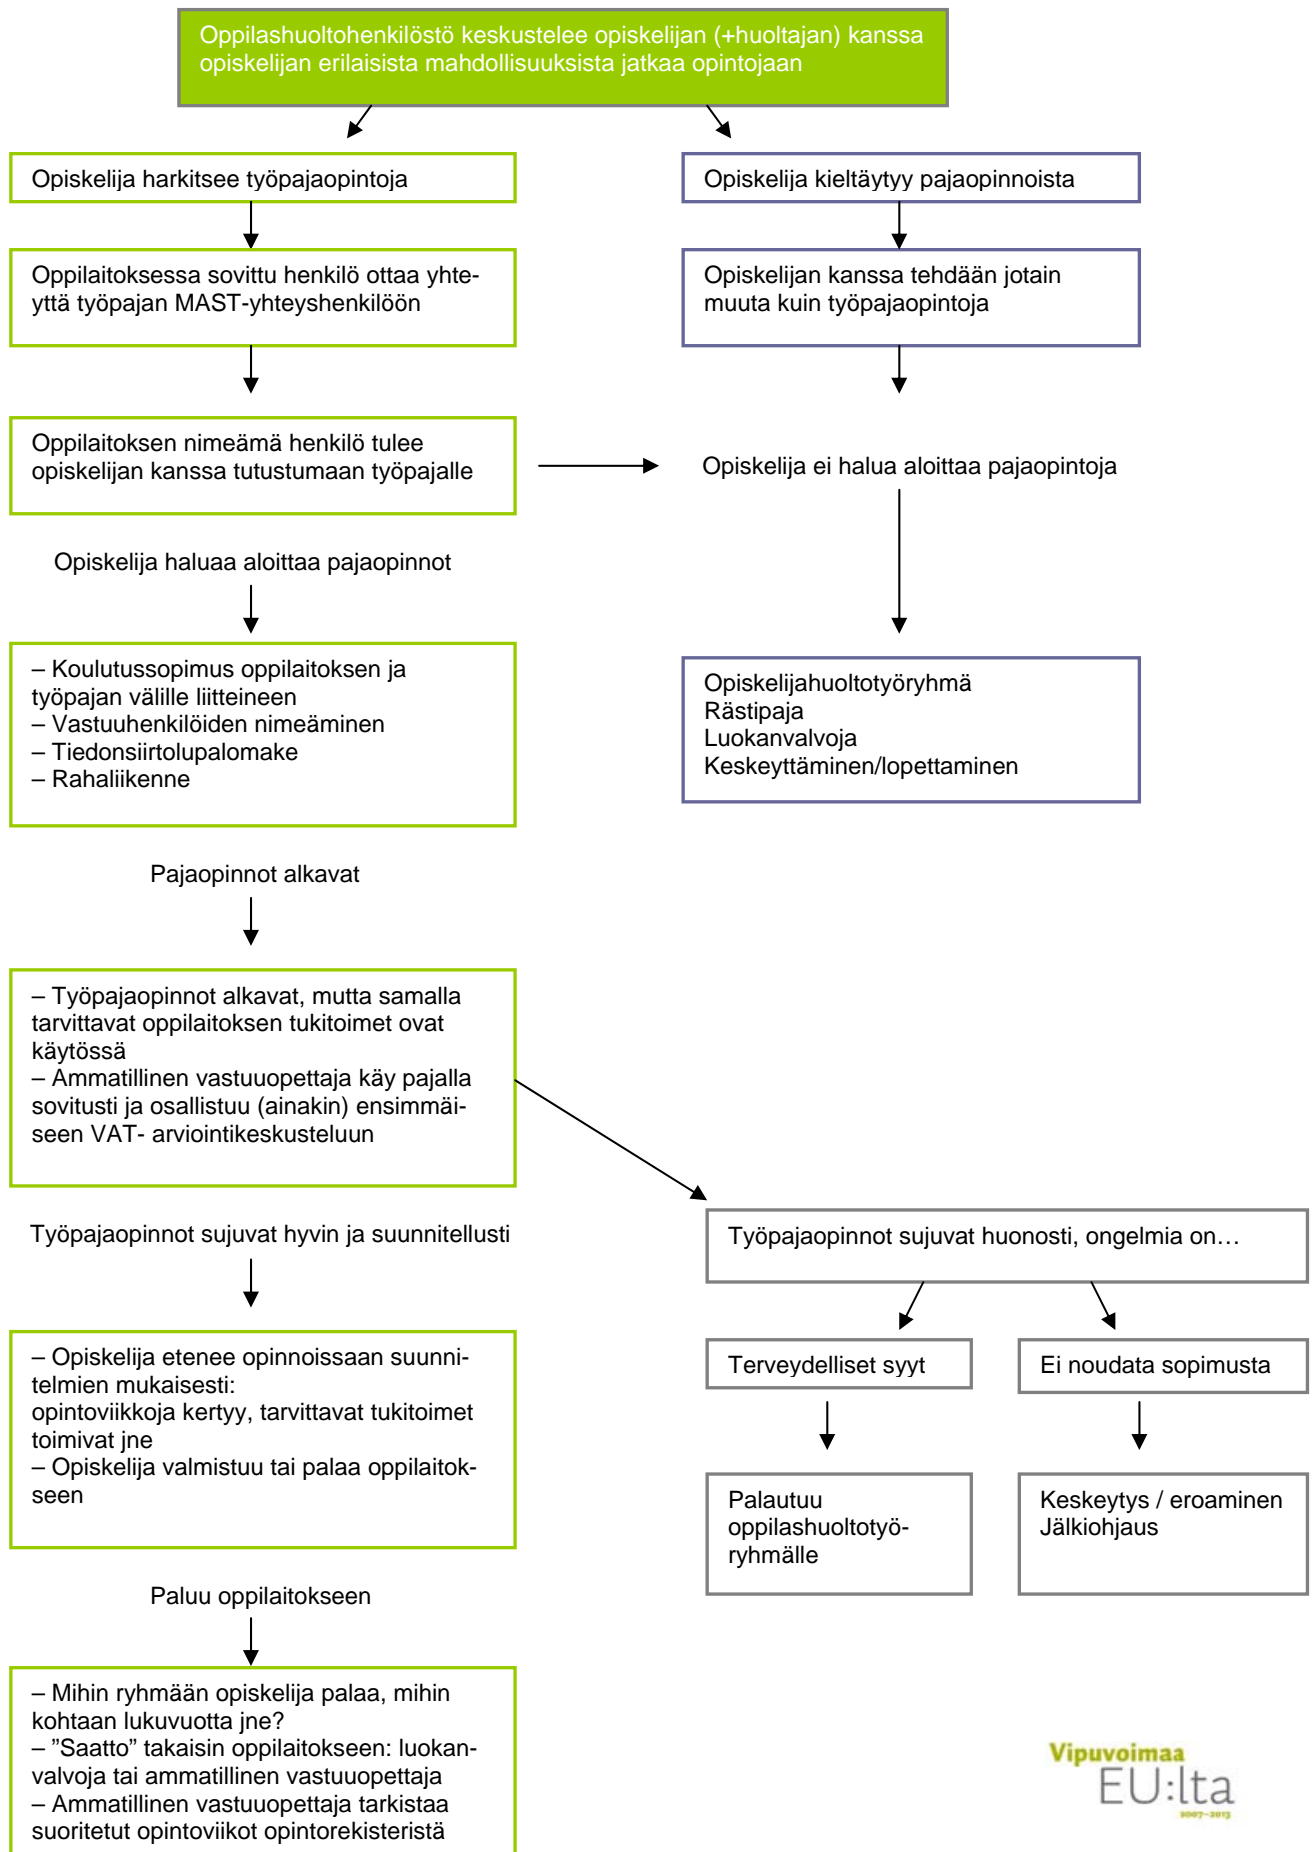 Oppilashuoltohenkilöstö keskustelee opiskelijan (+huoltajan) kanssa
opiskelijan erilaisista mahdollisuuksista jatkaa opintojaan
Opiskelija harkitsee työpajaopintoja
Opiskelija kieltäytyy pajaopinnoista
Oppilaitoksessa sovittu henkilö ottaa yhte-
yttä työpajan MAST-yhteyshenkilöön
Opiskelijan kanssa tehdään jotain
muuta kuin työpajaopintoja
Oppilaitoksen nimeämä henkilö tulee
opiskelijan kanssa tutustumaan työpajalle
Opiskelija ei halua aloittaa pajaopintoja
Opiskelija haluaa aloittaa pajaopinnot
– Koulutussopimus oppilaitoksen ja
työpajan välille liitteineen
– Vastuuhenkilöiden nimeäminen
– Tiedonsiirtolupalomake
– Rahaliikenne
Opiskelijahuoltotyöryhmä
Rästipaja
Luokanvalvoja
Keskeyttäminen/lopettaminen
Pajaopinnot alkavat
– Työpajaopinnot alkavat, mutta samalla
tarvittavat oppilaitoksen tukitoimet ovat
käytössä
– Ammatillinen vastuuopettaja käy pajalla
sovitusti ja osallistuu (ainakin) ensimmäi-
seen VAT- arviointikeskusteluun
Työpajaopinnot sujuvat hyvin ja suunnitellusti
Työpajaopinnot sujuvat huonosti, ongelmia on…
– Opiskelija etenee opinnoissaan suunni-
telmien mukaisesti:
opintoviikkoja kertyy, tarvittavat tukitoimet
toimivat jne
– Opiskelija valmistuu tai palaa oppilaitok-
seen
Terveydelliset syyt
Ei noudata sopimusta
Palautuu
oppilashuoltotyö-
ryhmälle
Keskeytys / eroaminen
Jälkiohjaus
Paluu oppilaitokseen
– Mihin ryhmään opiskelija palaa, mihin
kohtaan lukuvuotta jne?
– ”Saatto” takaisin oppilaitokseen: luokan-
valvoja tai ammatillinen vastuuopettaja
– Ammatillinen vastuuopettaja tarkistaa
suoritetut opintoviikot opintorekisteristä
Vipuvoimaa
EU:lta
2007–2013